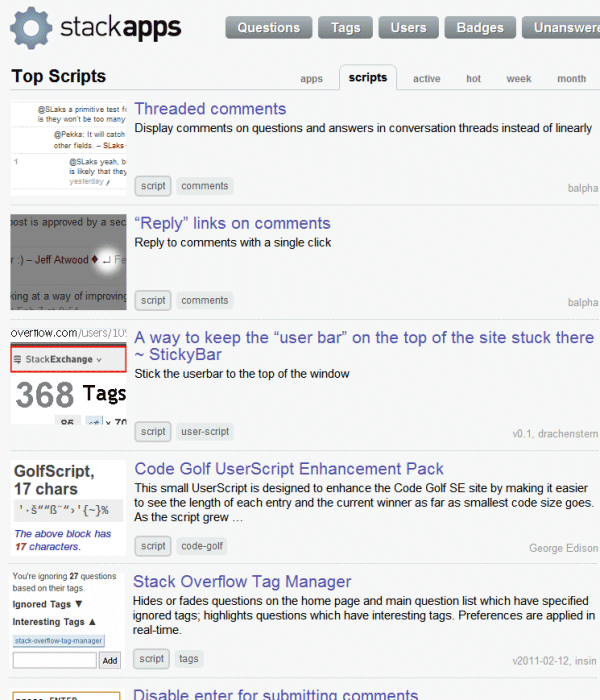 stackapps
Questions Tags Users Badges Unanswere
Top Scripts
apps scripts active hot week month
@SLaks a primitive test f
is they won't be too many
@Pekka: It will catch
other fields. – SLaks
1 @SLaks yeah, b
is likely that they
yesterday
Threaded comments
Display comments on questions and answers in conversation threads instead of linearly
script comments
balpha
post is approved by a sec
r :) – Jeff Atwood ♦ ↵ Fe
king at a way of improving
“Reply” links on comments
Reply to comments with a single click
script comments
balpha
overflow.com/users/109
StackExchange
368 Tags
85 c# x 70
A way to keep the “user bar” on the top of the site stuck there
~ StickyBar
Stick the userbar to the top of the window
script user-script
v0.1, drachenstern
GolfScript,
17 chars
The above block has
17 characters.
Code Golf UserScript Enhancement Pack
This small UserScript is designed to enhance the Code Golf SE site by making it easier
to see the length of each entry and the current winner as far as smallest code size goes.
As the script grew ...
script code-golf
George Edison
You're ignoring 27 questions
based on their tags.
Ignored Tags ▼
Interesting Tags ▲
stack-overflow-tag-manager
Add
Stack Overflow Tag Manager
Hides or fades questions on the home page and main question list which have specified
ignored tags; highlights questions which have interesting tags. Preferences are applied in
real-time.
script tags
v2011-02-12, insin
press ENTER
Disable enter for submitting comments